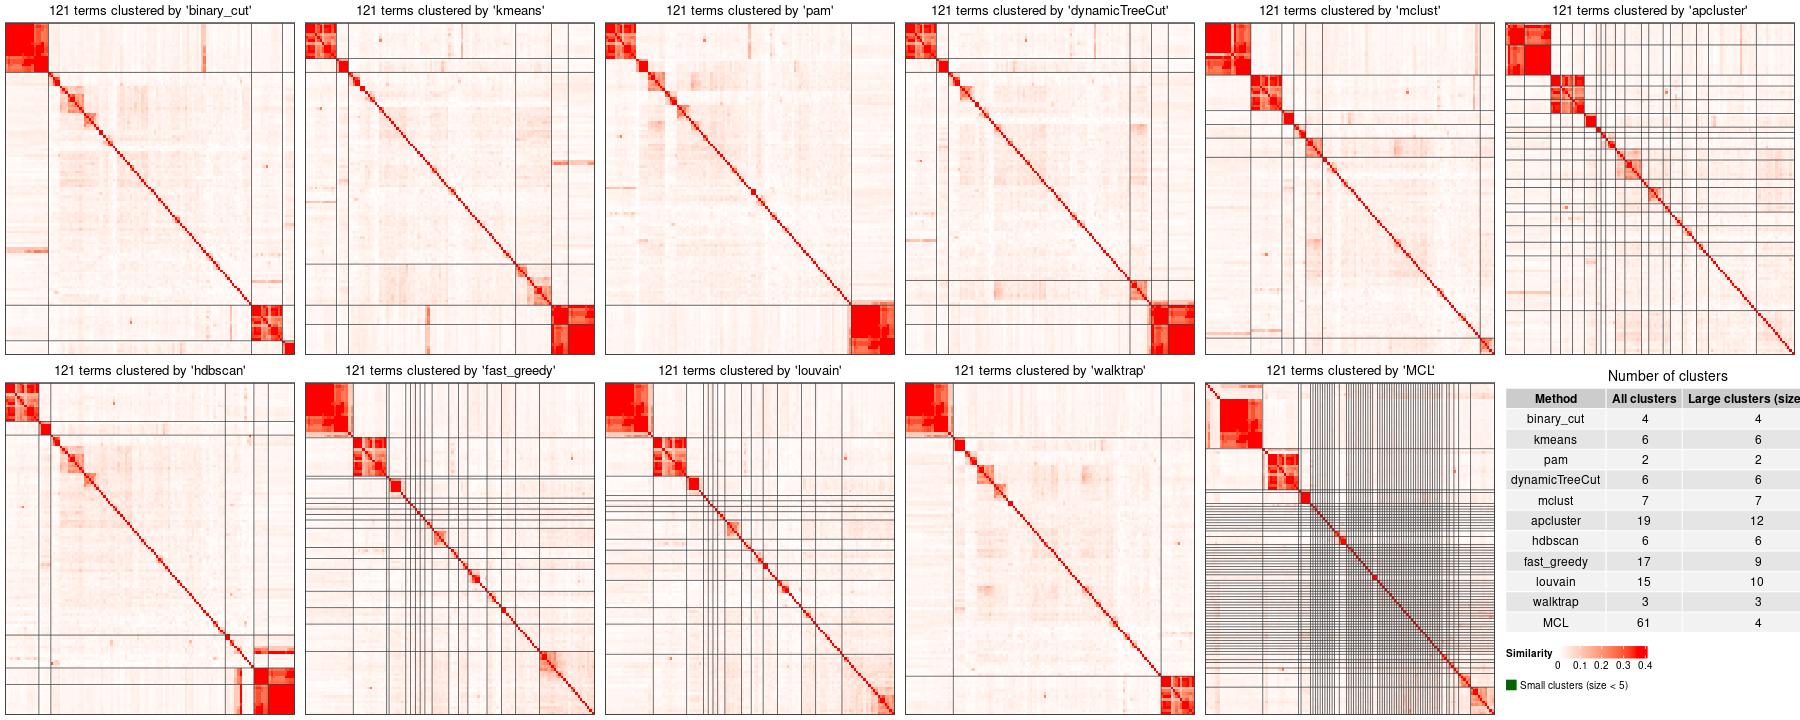 121 terms clustered by 'binary_cut'
121 terms clustered by 'kmeans'
121 terms clustered by 'pam'
121 terms clustered by 'dynamicTreeCut'
121 terms clustered by 'mclust'
121 terms clustered by 'apcluster'
121 terms clustered by 'hdbscan'
121 terms clustered by 'fast_greedy'
121 terms clustered by 'louvain'
121 terms clustered by 'walktrap'
121 terms clustered by 'MCL'
Number of clusters
Method All clusters Large clusters (size
binary_cut 4 4
kmeans 6 6
pam 2 2
dynamicTreeCut 6 6
mclust 7 7
apcluster 19 12
hdbscan 6 6
fast_greedy 17 9
louvain 15 10
walktrap 3 3
MCL 61 4
Similarity
0 0.1 0.2 0.3 0.4
Small clusters (size < 5)